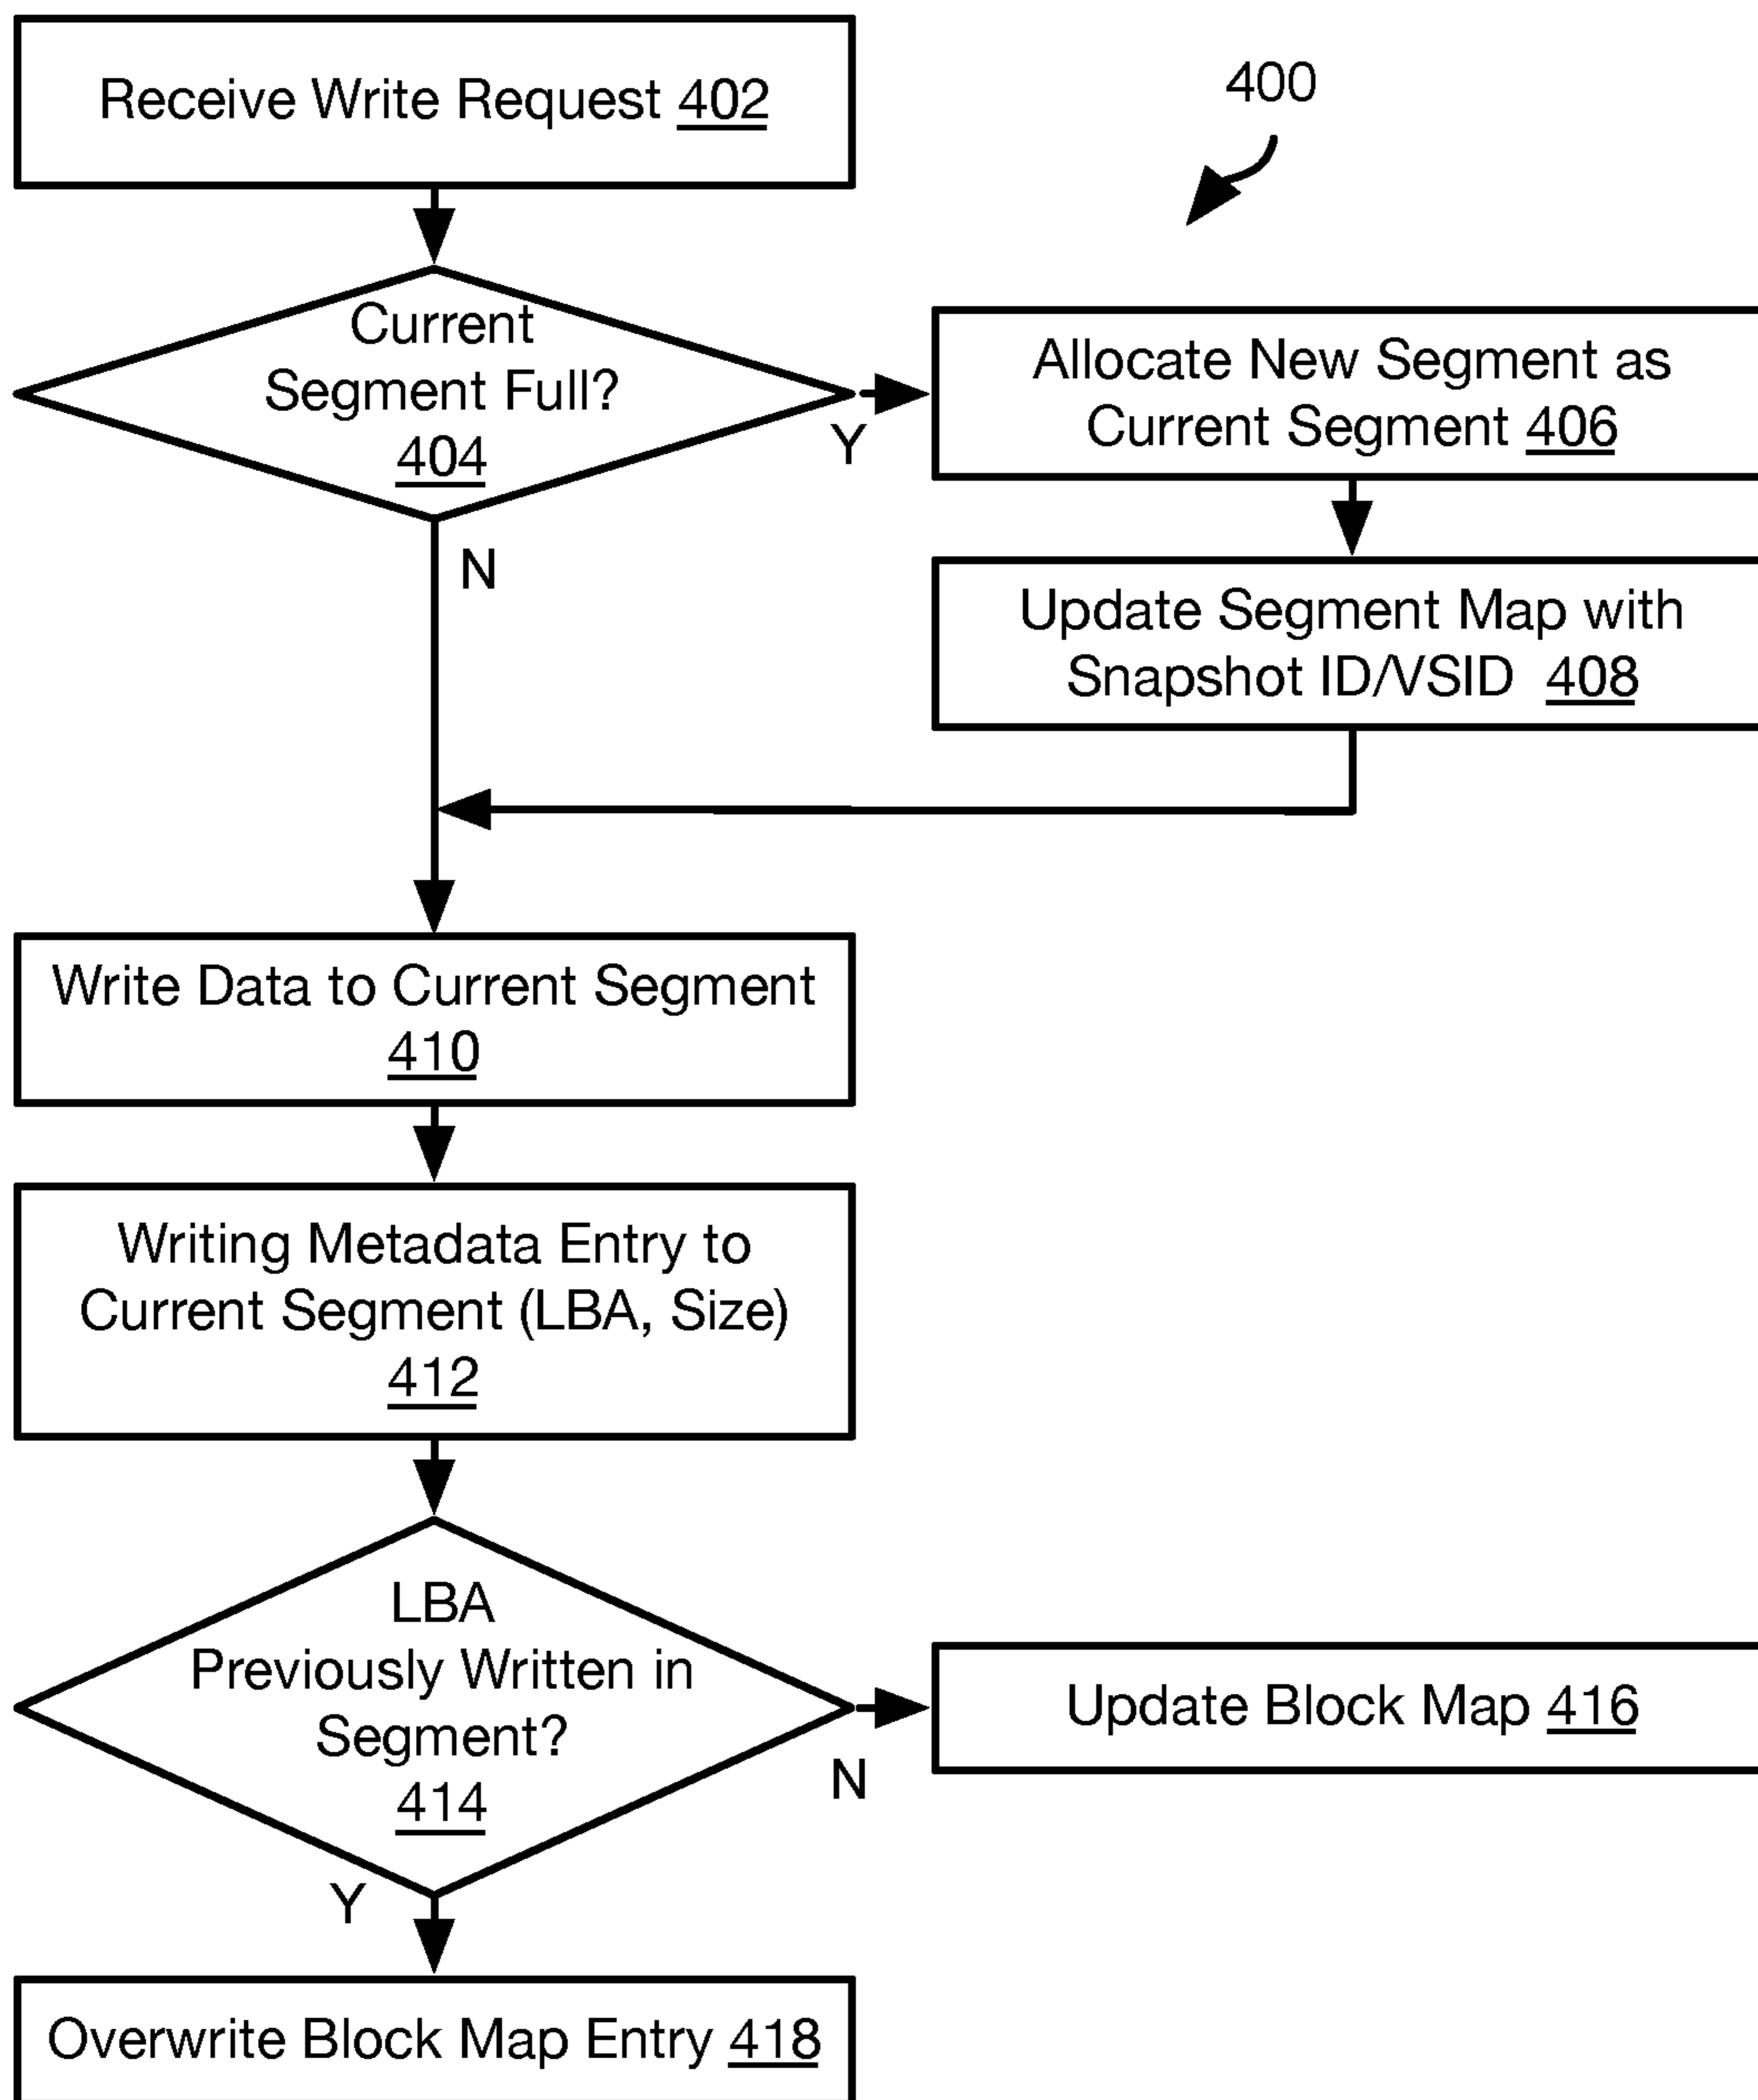 Receive Write Request 402
400
Current
Segment Full?
404
Y
N
Allocate New Segment as
Current Segment 406
Update Segment Map with
Snapshot ID/VSID 408
Write Data to Current Segment
410
Writing Metadata Entry to
Current Segment (LBA, Size)
412
LBA
Previously Written in
Segment?
414
N
Y
Update Block Map 416
Overwrite Block Map Entry 418